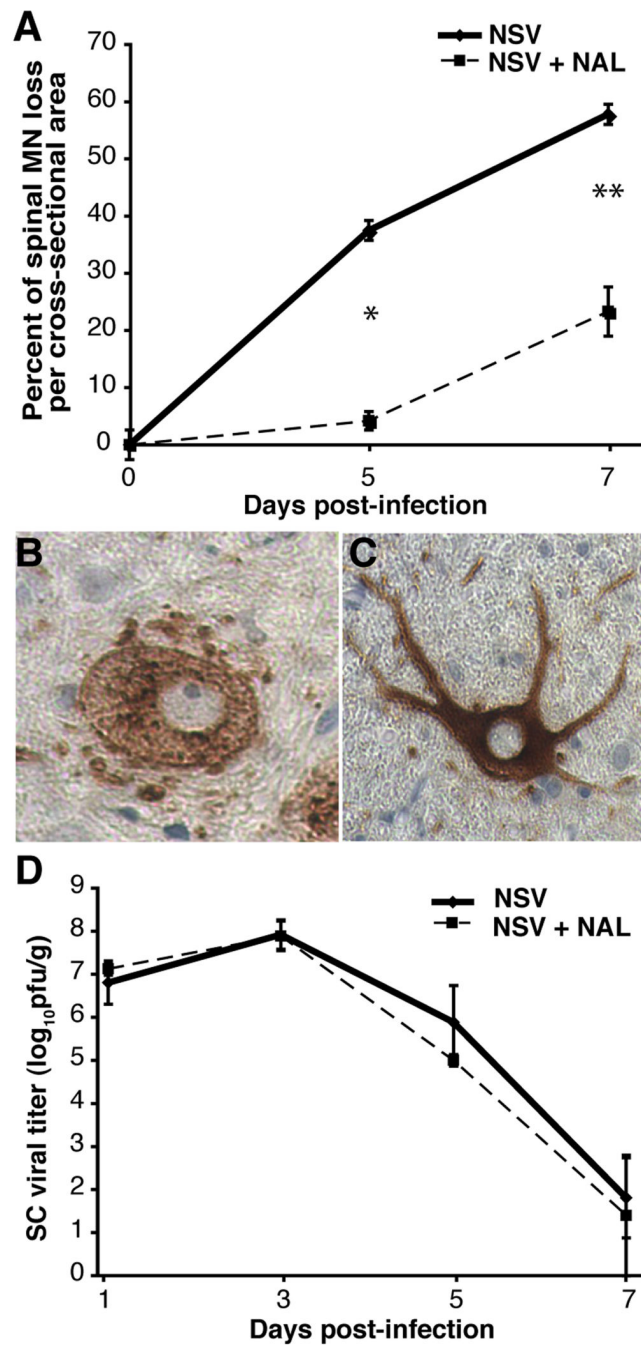 A
NSV
NSV + NAL
Percent of spinal MN loss
per cross-sectional area
70
60
50
40
30
20
10
0
*
**
0
5
7
Days post-infection
B
C
D
NSV
NSV + NAL
SC viral titer (log10pfu/g)
9
8
7
6
5
4
3
2
1
0
1
3
5
7
Days post-infection